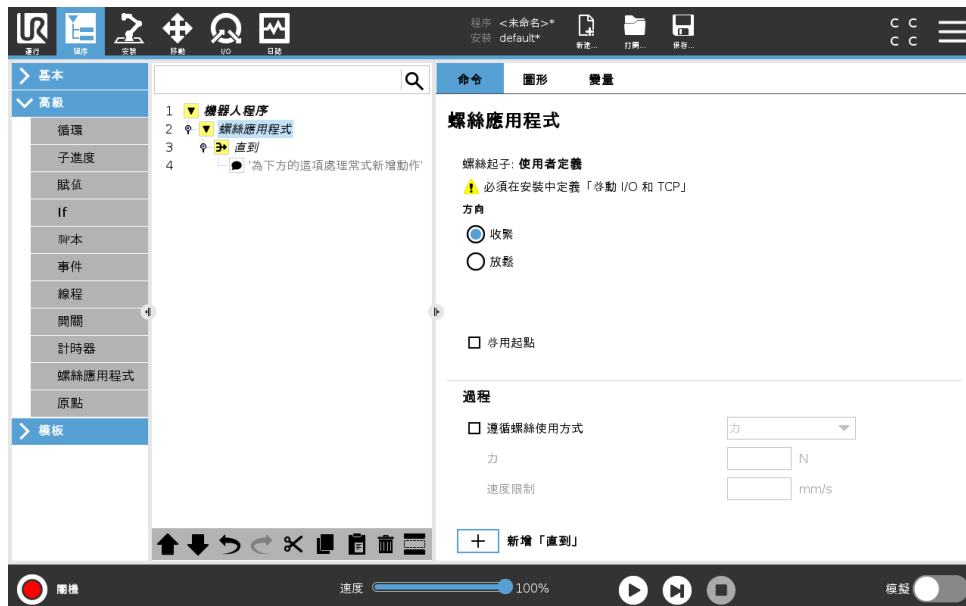 UR
運行
程序
安裝
移動
I/O
日誌
程序 <未命名>*
安裝 default*
新建...
打開...
保存...
C C
C C
基本
高級
循環
子進度
賦值
If
腳本
事件
線程
開關
計時器
螺絲應用程式
原點
模板
1 機器人程序
2 螺絲應用程式
3 直到
4 '為下方的這項處理常式新增動作'
命令 圖形 變量
螺絲應用程式
螺絲起子: 使用者定義
必須在安裝中定義「啓動 I/O 和 TCP」
方向
收緊
放鬆
啓用起點
過程
遵循螺絲使用方式 力
力 N
速度限制 mm/s
新增「直到」
關機
速度 100%
模擬